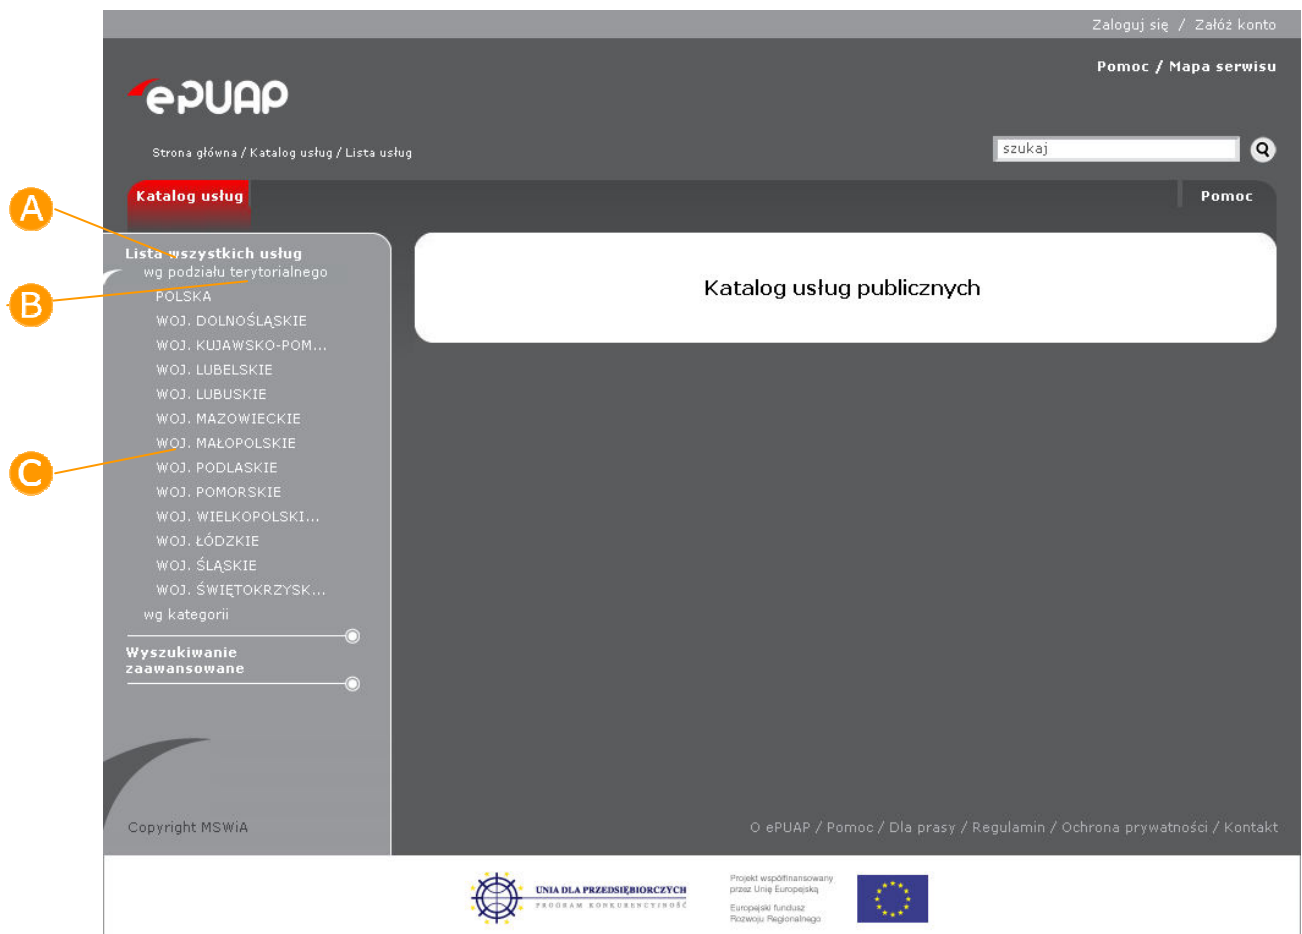 Zaloguj się / Załóż konto
Pomoc / Mapa serwisu
ePUAP
Strona główna / Katalog usług / Lista usług
szukaj
Katalog usług
Pomoc
A
Lista wszystkich usług
wg podziału terytorialnego
B
POLSKA
WOJ. DOLNOŚLĄSKIE
WOJ. KUJAWSKO-POM...
WOJ. LUBELSKIE
WOJ. LUBUSKIE
WOJ. MAZOWIECKIE
WOJ. MAŁOPOLSKIE
C
WOJ. PODLASKIE
WOJ. POMORSKIE
WOJ. WIELKOPOLSKI...
WOJ. ŁÓDZKIE
WOJ. ŚLĄSKIE
WOJ. ŚWIĘTOKRZYSK...
wg kategorii
Wyszukiwanie
zaawansowane
Katalog usług publicznych
Copyright MSWiA
O ePUAP / Pomoc / Dla prasy / Regulamin / Ochrona prywatności / Kontakt
UNIA DLA PRZEDSIĘBIORCZYCH
PROGRAM KONKURENCYJNOŚĆ
Projekt współfinansowany
przez Unię Europejską
Europejski fundusz
Rozwoju Regionalnego